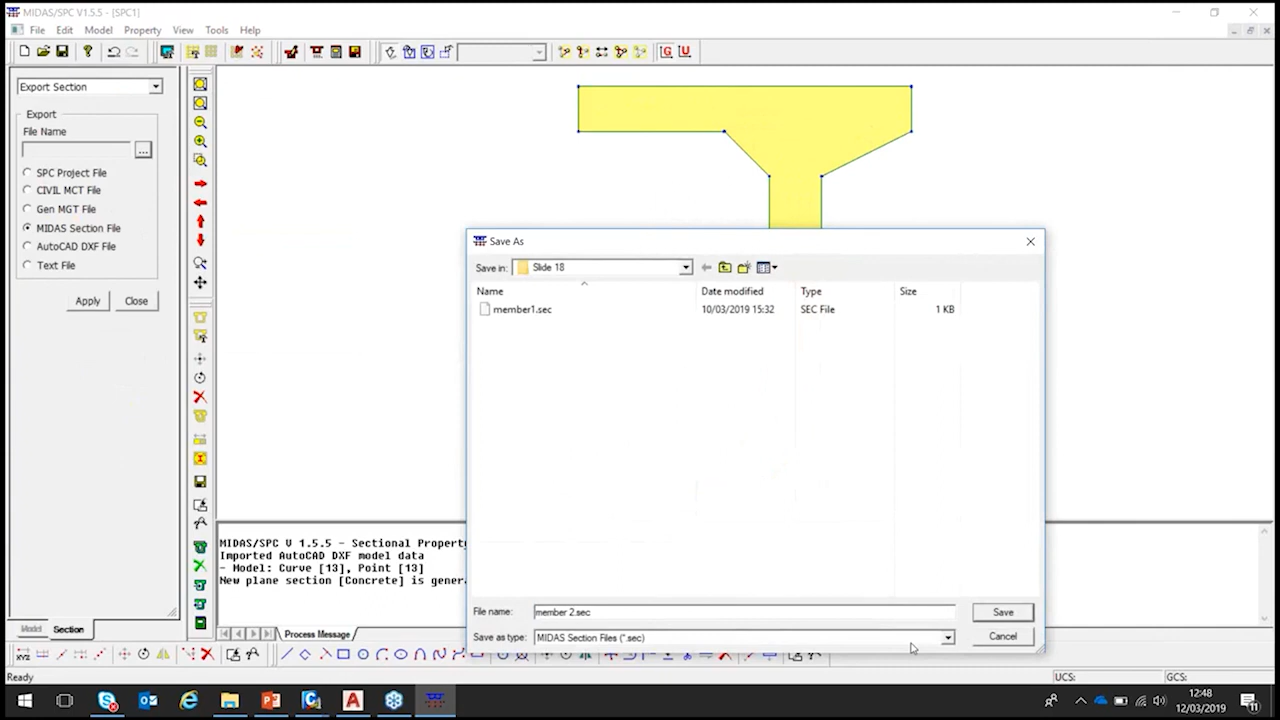 MIDAS/SPC V1.5.5 - [SPC1]
File Edit Model Property View Tools Help
Export Section
Export
File Name
...
SPC Project File
CIVIL MCT File
Gen MGT File
MIDAS Section File
AutoCAD DXF File
Text File
Apply Close
Save As
Save in: Slide 18
Name Date modified Type Size
member1.sec 10/03/2019 15:32 SEC File 1 KB
MIDAS/SPC V 1.5.5 - Sectional Property
Imported AutoCAD DXF model data
- Model: Curve [13], Point [13]
New plane section [Concrete] is gener
File name: member 2.sec Save
Save as type: MIDAS Section Files (*.sec) Cancel
Model Section
Process Message
Ready
UCS: GCS:
12:48
12/03/2019
11